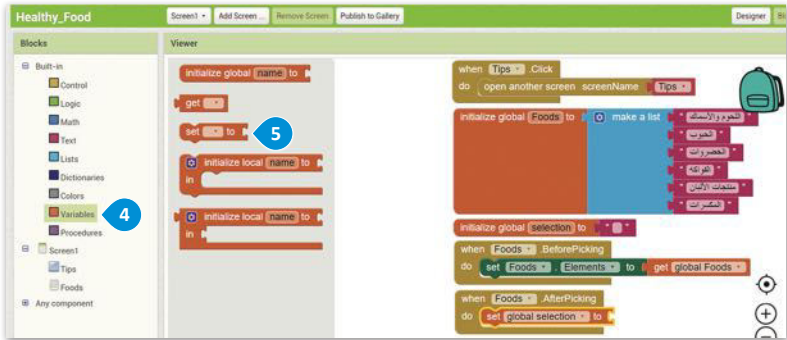 Healthy_Food
Screen1 Add Screen ... Remove Screen Publish to Gallery
Designer
Blocks
Viewer
Built-in
Control
Logic
Math
Text
Lists
Dictionaries
Colors
Variables
Procedures
Screen1
Tips
Foods
Any component
4
initialize global name to
get
set to
5
initialize local name to
in
initialize local name to
in
when Tips .Click
do open another screen screenName Tips
initialize global Foods to make a list " اللحوم والأسماك "
" الحبوب "
" الخضروات "
" الفواكه "
" منتجات الألبان "
" المكسرات "
initialize global selection to " "
when Foods .BeforePicking
do set Foods . Elements to get global Foods
when Foods .AfterPicking
do set global selection to